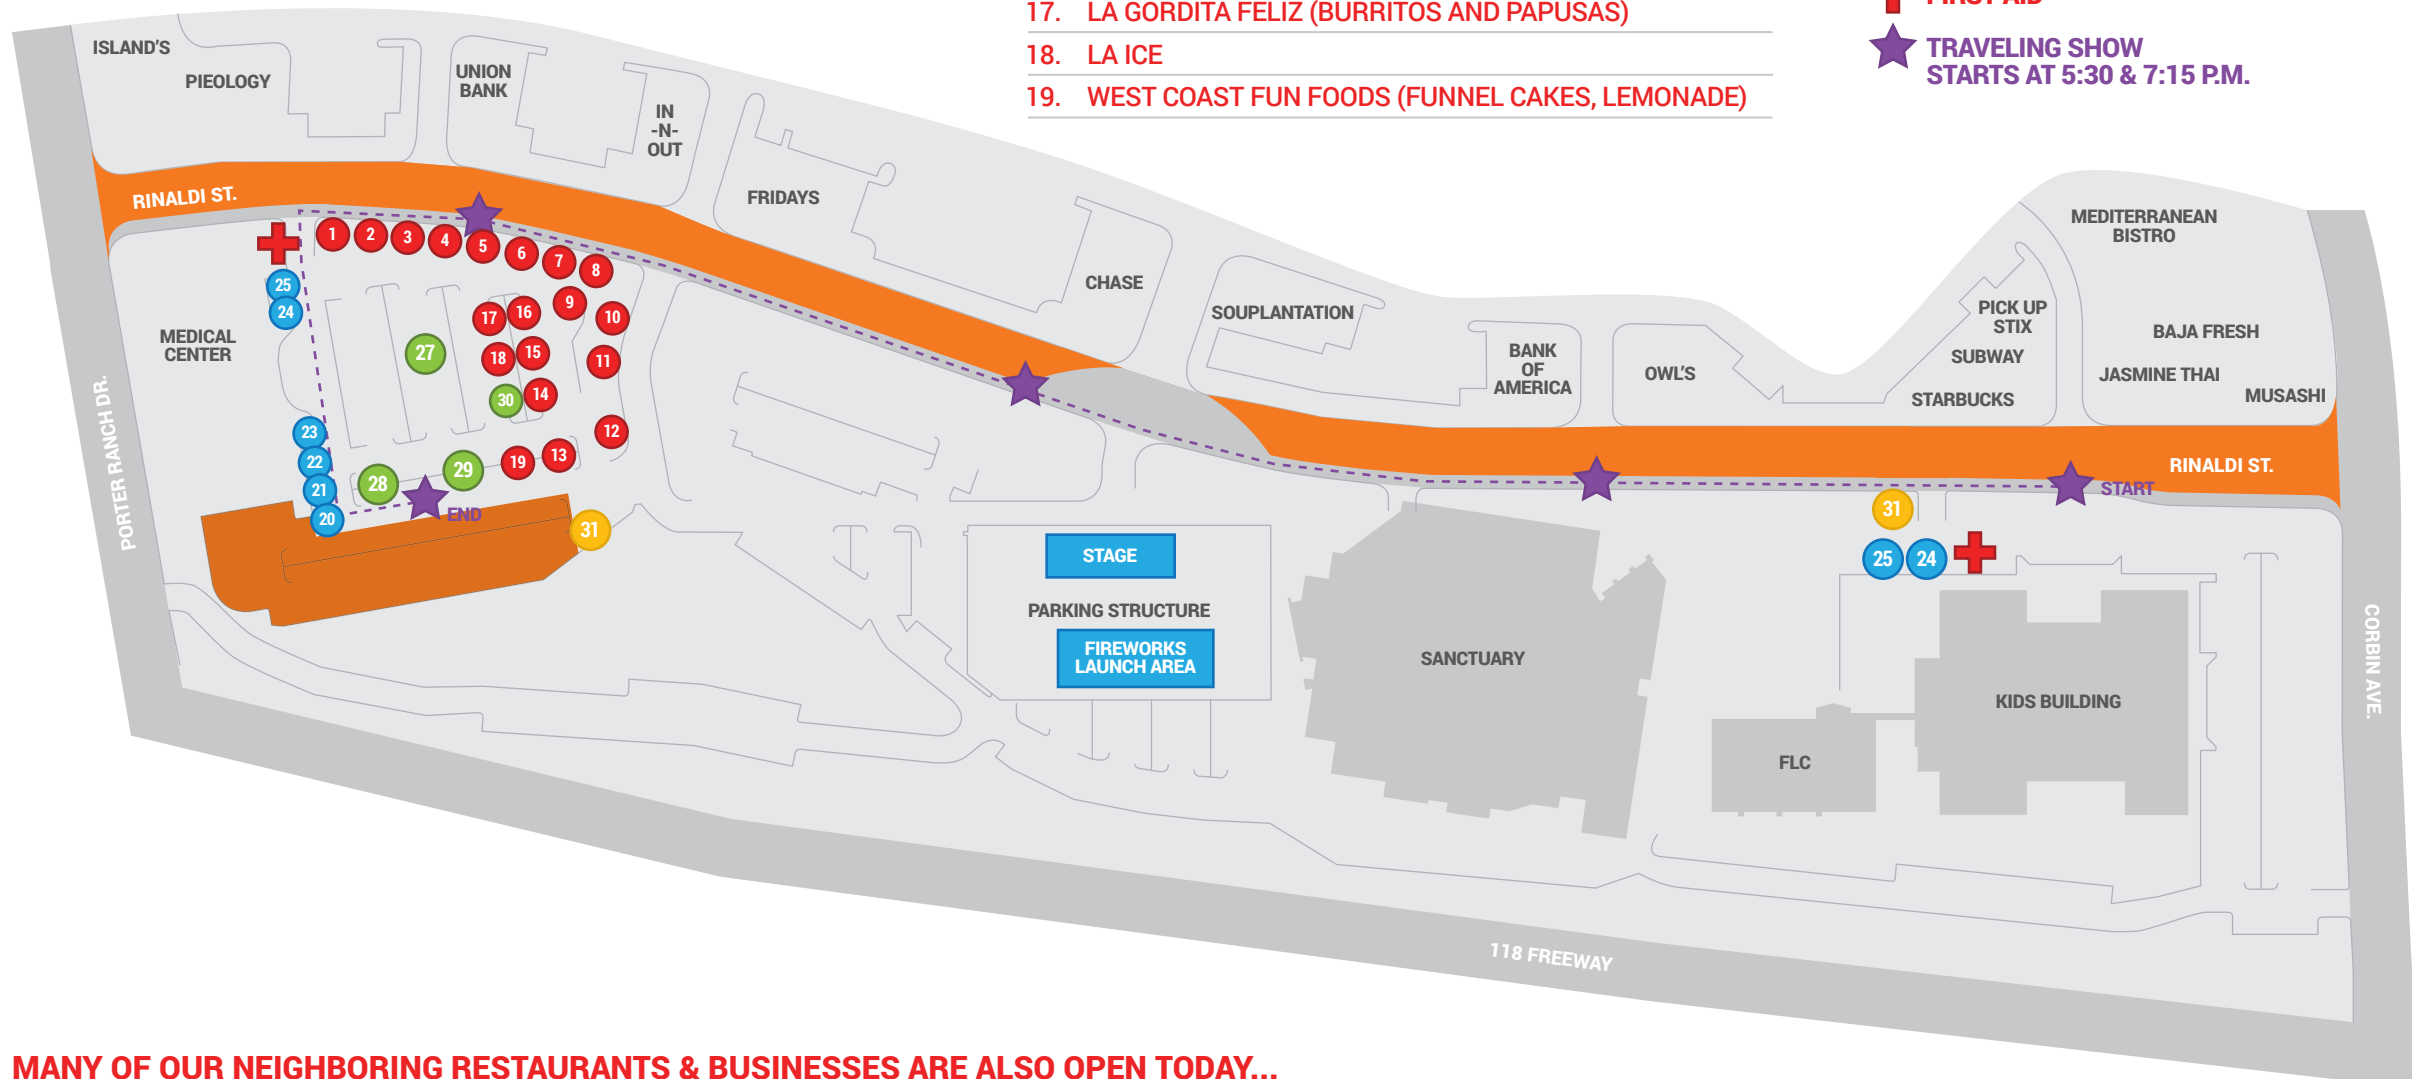 17. LA GORDITA FELIZ (BURRITOS AND PAPUSAS)
18. LA ICE
19. WEST COAST FUN FOODS (FUNNEL CAKES, LEMONADE)
FIRST AID
TRAVELING SHOW
STARTS AT 5:30 & 7:15 P.M.
ISLAND'S
PIEOLOGY
UNION
BANK
IN
-N-
OUT
FRIDAYS
CHASE
SOUPLANTATION
BANK
OF
AMERICA
OWL'S
MEDITERRANEAN
BISTRO
PICK UP
STIX
SUBWAY
STARBUCKS
BAJA FRESH
JASMINE THAI
MUSASHI
RINALDI ST.
RINALDI ST.
START
1
2
3
4
5
6
7
8
9
10
11
12
13
14
15
16
17
18
19
25
24
27
30
23
22
21
20
28
29
END
31
MEDICAL
CENTER
PORTER RANCH DR.
STAGE
PARKING STRUCTURE
FIREWORKS
LAUNCH AREA
SANCTUARY
31
25
24
FLC
KIDS BUILDING
CORBIN AVE.
118 FREEWAY
MANY OF OUR NEIGHBORING RESTAURANTS & BUSINESSES ARE ALSO OPEN TODAY...